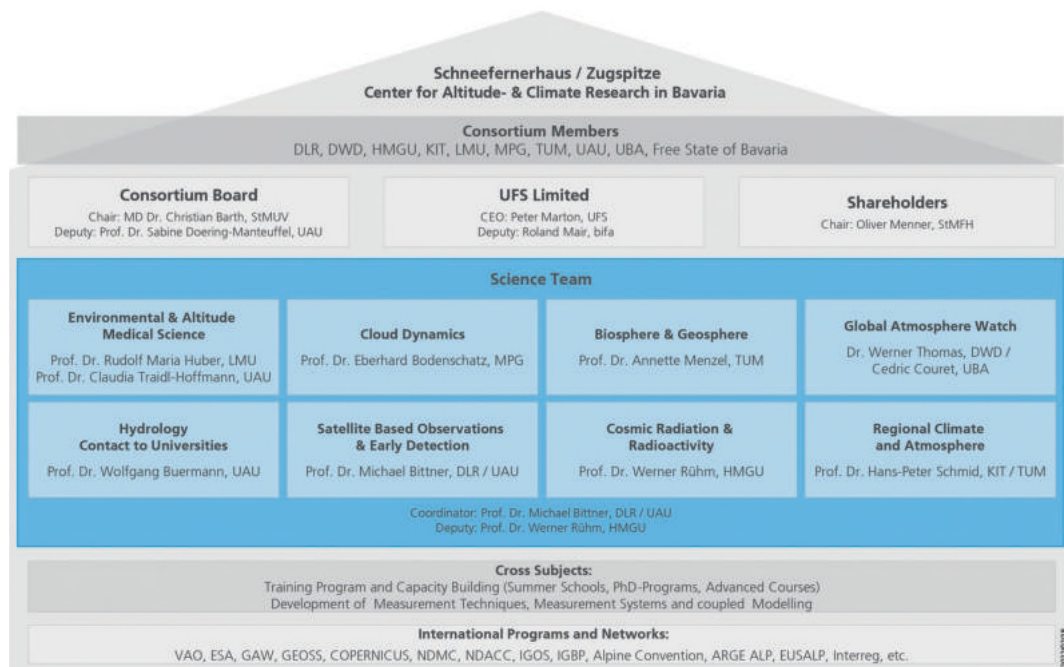 Schneefernerhaus / Zugspitze
Center for Altitude- & Climate Research in Bavaria
Consortium Members
DLR, DWD, HMGU, KIT, LMU, MPG, TUM, UAU, UBA, Free State of Bavaria
Consortium Board
Chair: MD Dr. Christian Barth, StMUV
Deputy: Prof. Dr. Sabine Doering-Manteuffel, UAU
UFS Limited
CEO: Peter Marton, UFS
Deputy: Roland Mair, bifa
Shareholders
Chair: Oliver Menner, StMFH
Science Team
Environmental & Altitude
Medical Science
Prof. Dr. Rudolf Maria Huber, LMU
Prof. Dr. Claudia Traidl-Hoffmann, UAU
Cloud Dynamics
Prof. Dr. Eberhard Bodenschatz, MPG
Biosphere & Geosphere
Prof. Dr. Annette Menzel, TUM
Global Atmosphere Watch
Dr. Werner Thomas, DWD /
Cedric Couret, UBA
Hydrology
Contact to Universities
Prof. Dr. Wolfgang Buermann, UAU
Satellite Based Observations
& Early Detection
Prof. Dr. Michael Bittner, DLR / UAU
Cosmic Radiation &
Radioactivity
Prof. Dr. Werner Rühm, HMGU
Regional Climate
and Atmosphere
Prof. Dr. Hans-Peter Schmid, KIT / TUM
Coordinator: Prof. Dr. Michael Bittner, DLR / UAU
Deputy: Prof. Dr. Werner Rühm, HMGU
Cross Subjects:
Training Program and Capacity Building (Summer Schools, PhD-Programs, Advanced Courses)
Development of Measurement Techniques, Measurement Systems and coupled Modelling
International Programs and Networks:
VAO, ESA, GAW, GEOSS, COPERNICUS, NDMC, NDACC, IGOS, IGBP, Alpine Convention, ARGE ALP, EUSALP, Interreg, etc.